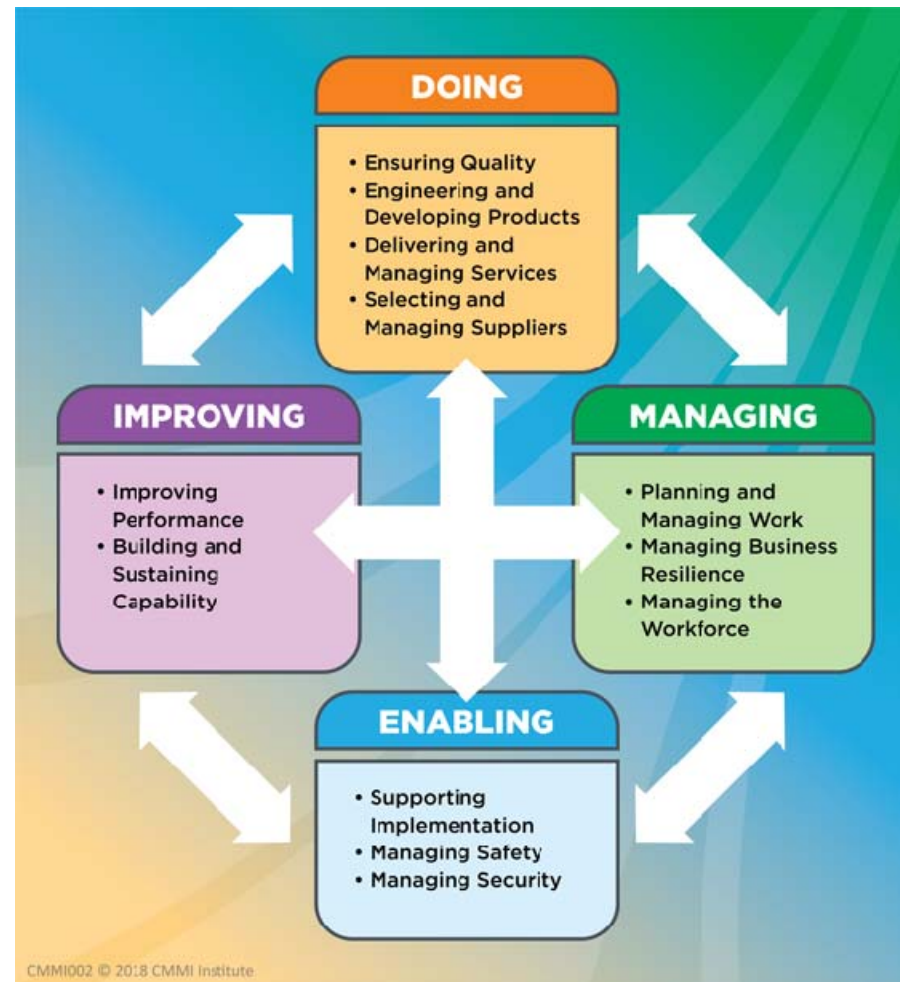 DOING
• Ensuring Quality
• Engineering and
Developing Products
• Delivering and
Managing Services
• Selecting and
Managing Suppliers
IMPROVING
• Improving
Performance
• Building and
Sustaining
Capability
MANAGING
• Planning and
Managing Work
• Managing Business
Resilience
• Managing the
Workforce
ENABLING
• Supporting
Implementation
• Managing Safety
• Managing Security
CMMI002 © 2018 CMMI Institute